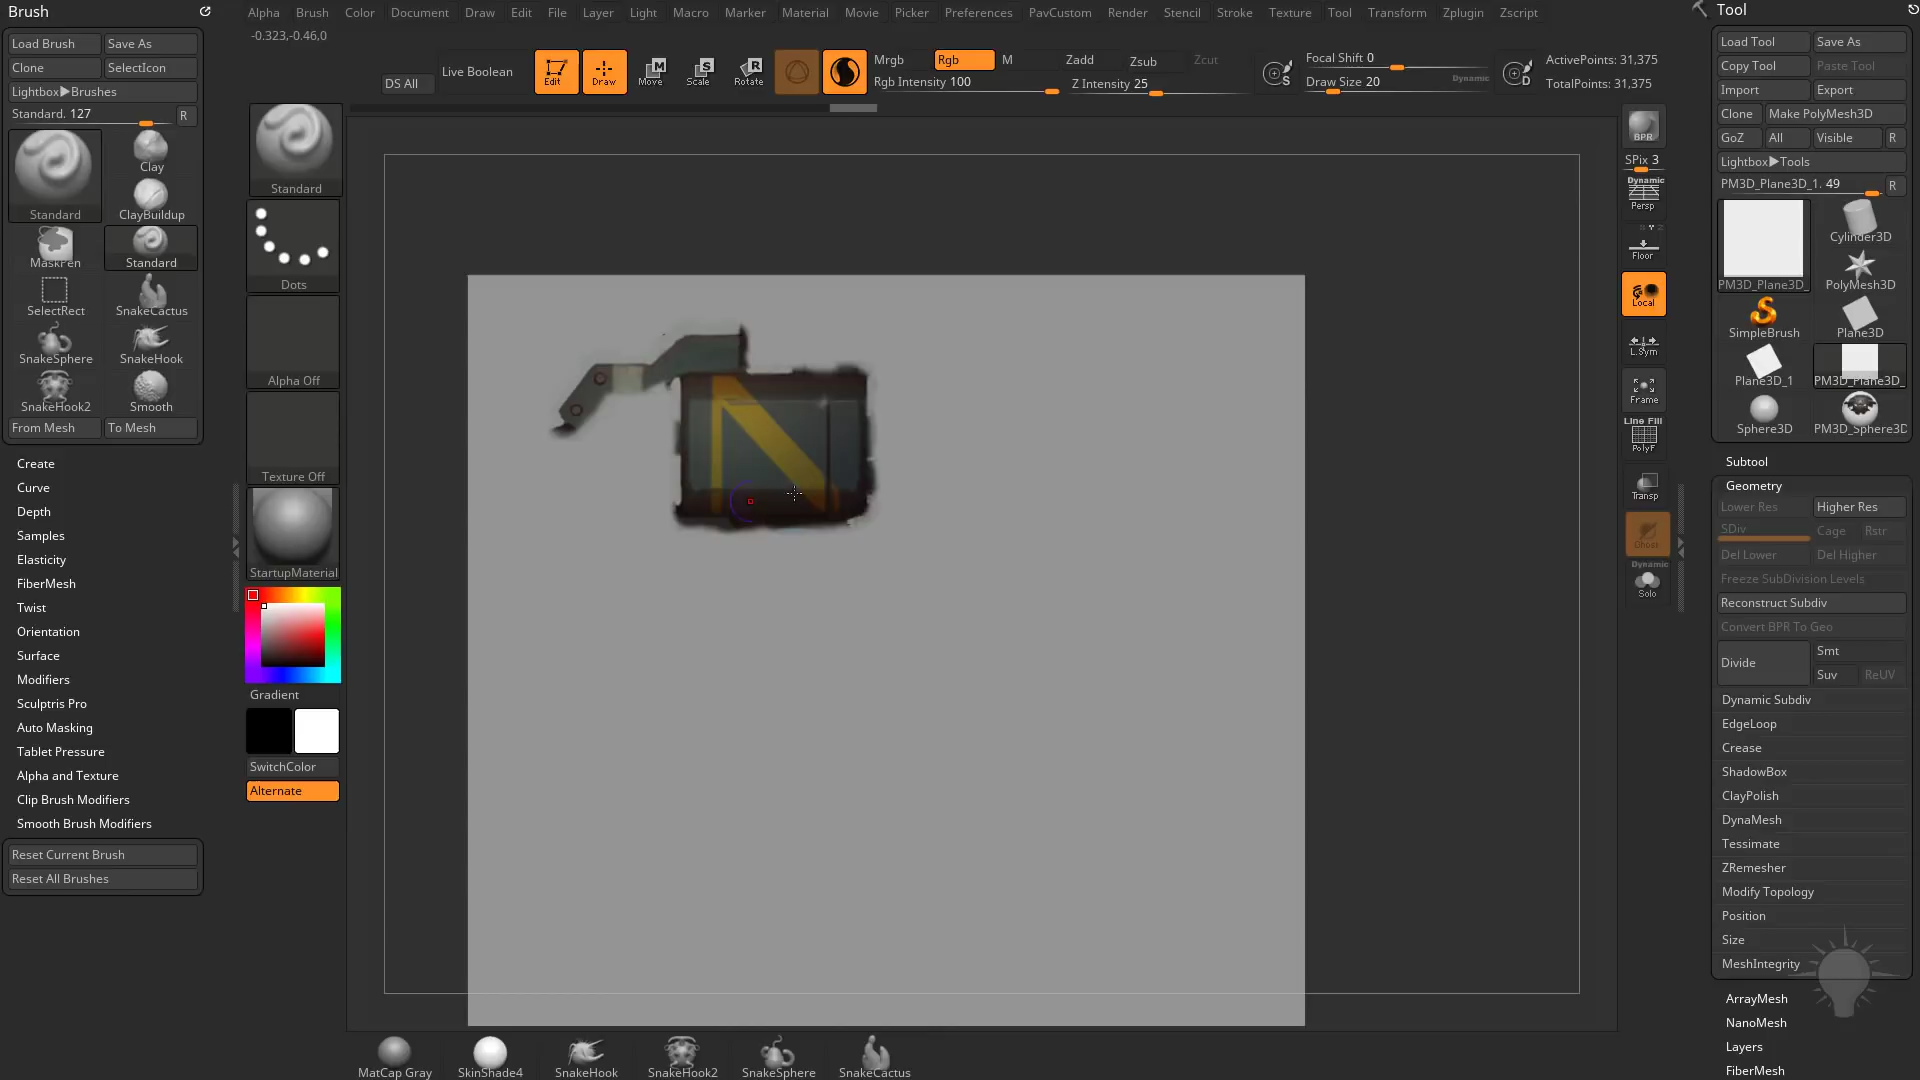 Brush
Load Brush
Save As
Clone
SelectIcon
Lightbox▶Brushes
Standard. 127
R
Standard
Clay
ClayBuildup
MaskPen
Standard
SelectRect
SnakeCactus
SnakeSphere
SnakeHook
SnakeHook2
Smooth
From Mesh
To Mesh
Create
Curve
Depth
Samples
Elasticity
FiberMesh
Twist
Orientation
Surface
Modifiers
Sculptris Pro
Auto Masking
Tablet Pressure
Alpha and Texture
Clip Brush Modifiers
Smooth Brush Modifiers
Reset Current Brush
Reset All Brushes
Alpha Brush Color Document Draw Edit File Layer Light Macro Marker Material Movie Picker Preferences PavCustom Render Stencil Stroke Texture Tool Transform Zplugin Zscript
-0.323,-0.46,0
DS All
Live Boolean
Edit
Draw
Move
Scale
Rotate
Mrgb
Rgb
M
Rgb Intensity 100
Zadd
Zsub
Zcut
Z Intensity 25
Focal Shift 0
Draw Size 20
Dynamic
ActivePoints: 31,375
TotalPoints: 31,375
Standard
Dots
Alpha Off
Texture Off
StartupMaterial
Gradient
SwitchColor
Alternate
BPR
SPix 3
Dynamic
Persp
Floor
Local
L.Sym
Frame
Line Fill
PolyF
Transp
Ghost
Dynamic
Solo
MatCap Gray
SkinShade4
SnakeHook
SnakeHook2
SnakeSphere
SnakeCactus
Tool
Load Tool
Save As
Copy Tool
Paste Tool
Import
Export
Clone
Make PolyMesh3D
GoZ
All
Visible
R
Lightbox▶Tools
PM3D_Plane3D_1. 49
R
PM3D_Plane3D_
Cylinder3D
PolyMesh3D
SimpleBrush
Plane3D
Plane3D_1
PM3D_Plane3D_
Sphere3D
PM3D_Sphere3D
Subtool
Geometry
Lower Res
Higher Res
SDiv
Cage
Rstr
Del Lower
Del Higher
Freeze SubDivision Levels
Reconstruct Subdiv
Convert BPR To Geo
Divide
Smt
Suv
ReUV
Dynamic Subdiv
EdgeLoop
Crease
ShadowBox
ClayPolish
DynaMesh
Tessimate
ZRemesher
Modify Topology
Position
Size
MeshIntegrity
ArrayMesh
NanoMesh
Layers
FiberMesh